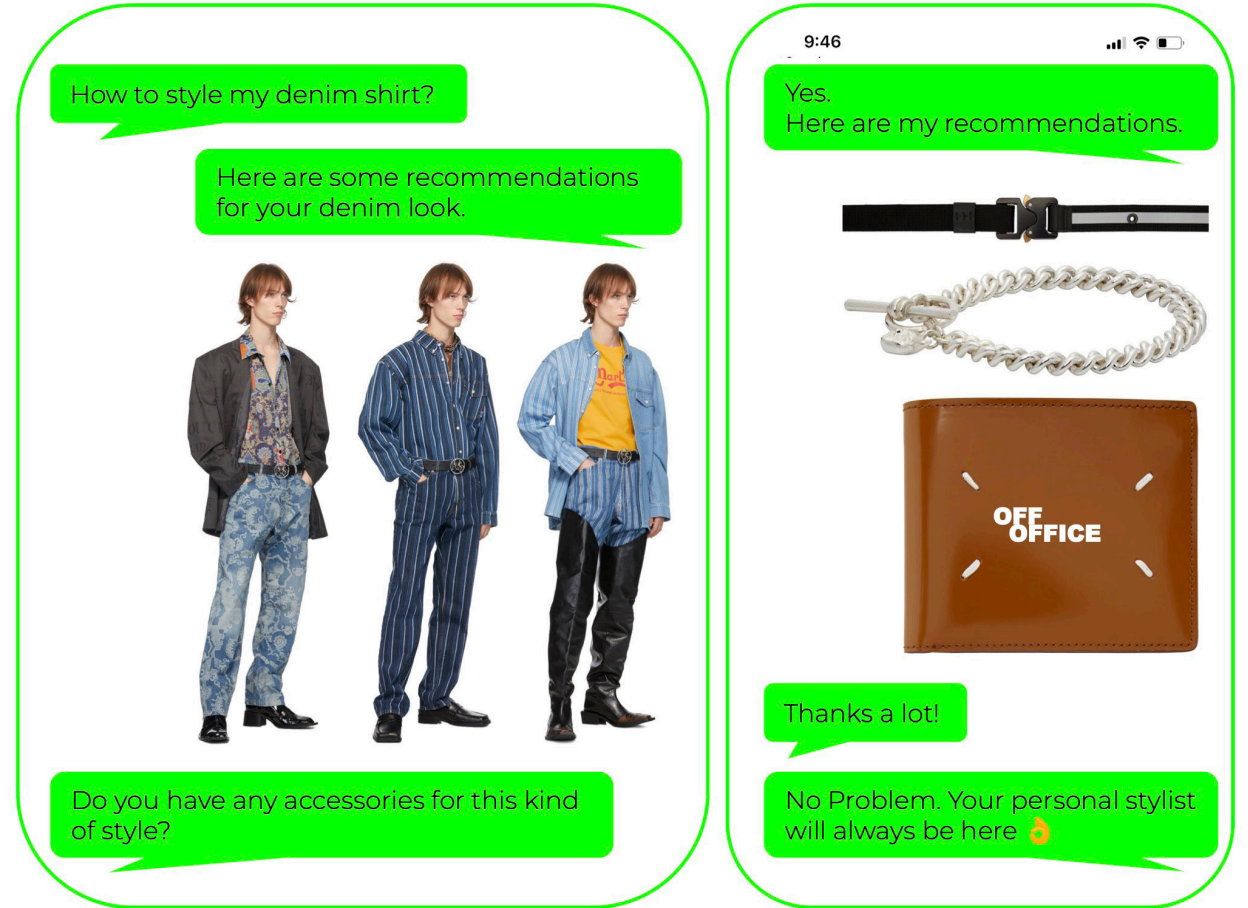 How to style my denim shirt?
Here are some recommendations
for your denim look.
Do you have any accessories for this kind
of style?
9:46
Yes.
Here are my recommendations.
OFF
OFFICE
Thanks a lot!
No Problem. Your personal stylist
will always be here 👌